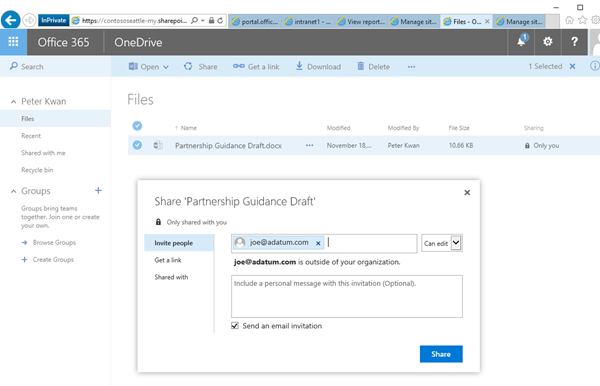 InPrivate
https://contososeattle-my.sharepoi...
portal.offic...
intranet1 - ...
View report...
Manage sit...
Files - O...
Manage sit...
Office 365
OneDrive
1
?
Search
Open
Share
Get a link
Download
Delete
...
1 Selected
Peter Kwan
Files
Recent
Shared with me
Recycle bin
Groups
Groups bring teams
together. Join one or create
your own.
Browse Groups
Create Groups
Files
Name
Modified
Modified By
File Size
Sharing
Partnership Guidance Draft.docx
...
November 18,...
Peter Kwan
10.66 KB
Only you
Share 'Partnership Guidance Draft'
Only shared with you
Invite people
Get a link
Shared with
joe@adatum.com x
Can edit
joe@adatum.com is outside of your organization.
Include a personal message with this invitation (Optional).
Send an email invitation
Share